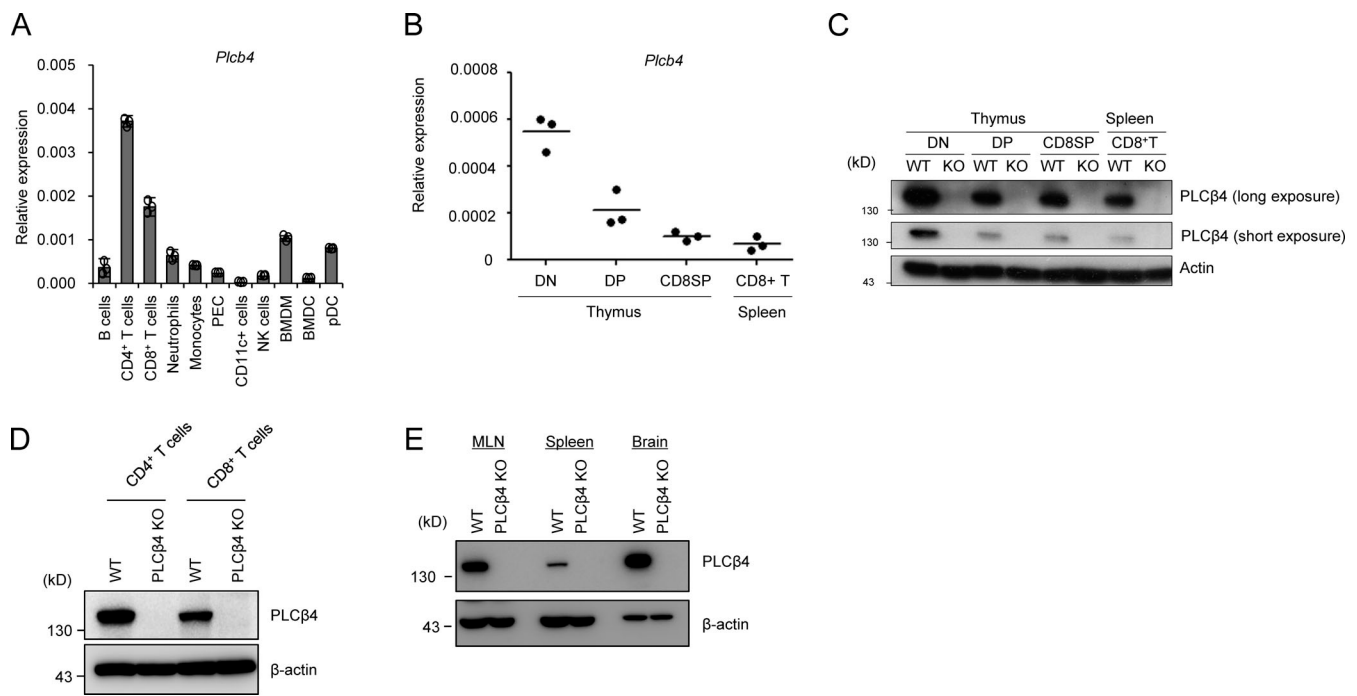 A
Plcb4
Relative expression
0.005
0.004
0.003
0.002
0.001
0.000
B cells
CD4⁺ T cells
CD8⁺ T cells
Neutrophils
Monocytes
PEC
CD11c+ cells
NK cells
BMDM
BMDC
pDC
B
Plcb4
Relative expression
0.0008
0.0006
0.0004
0.0002
0
DN DP CD8SP CD8+ T
Thymus Spleen
C
Thymus Spleen
DN DP CD8SP CD8⁺T
(kD) WT KO WT KO WT KO WT KO
PLCβ4 (long exposure)
130
PLCβ4 (short exposure)
130
Actin
43
D
CD4⁺ T cells
CD8⁺ T cells
WT
PLCβ4 KO
WT
PLCβ4 KO
(kD)
PLCβ4
130
β-actin
43
E
MLN Spleen Brain
WT
PLCβ4 KO
WT
PLCβ4 KO
WT
PLCβ4 KO
(kD)
PLCβ4
130
β-actin
43